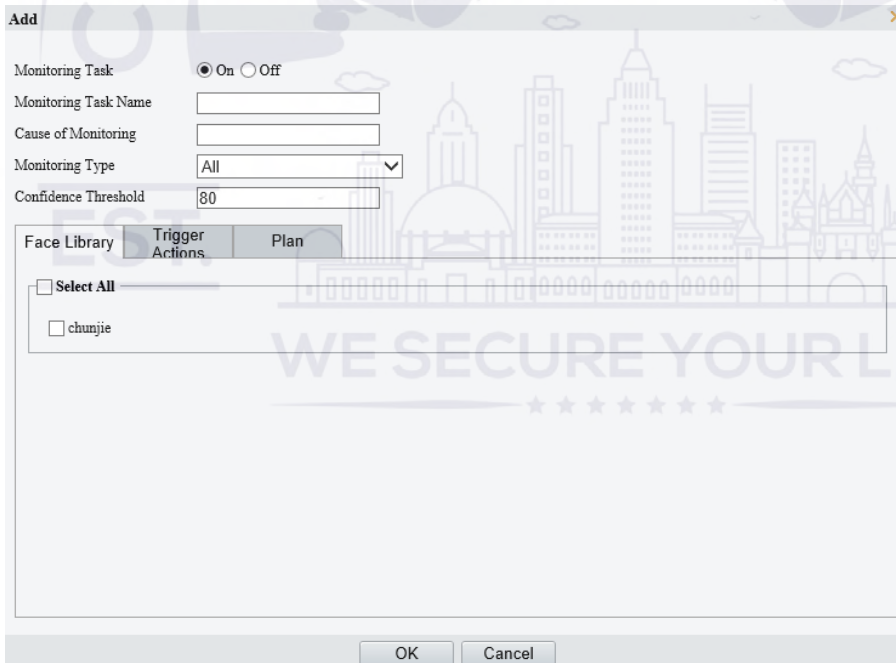 Add
Monitoring Task On Off
Monitoring Task Name
Cause of Monitoring
Monitoring Type All
Confidence Threshold 80
Face Library Trigger Actions Plan
Select All
chunjie
EST.
WE SECURE YOUR L
OK Cancel